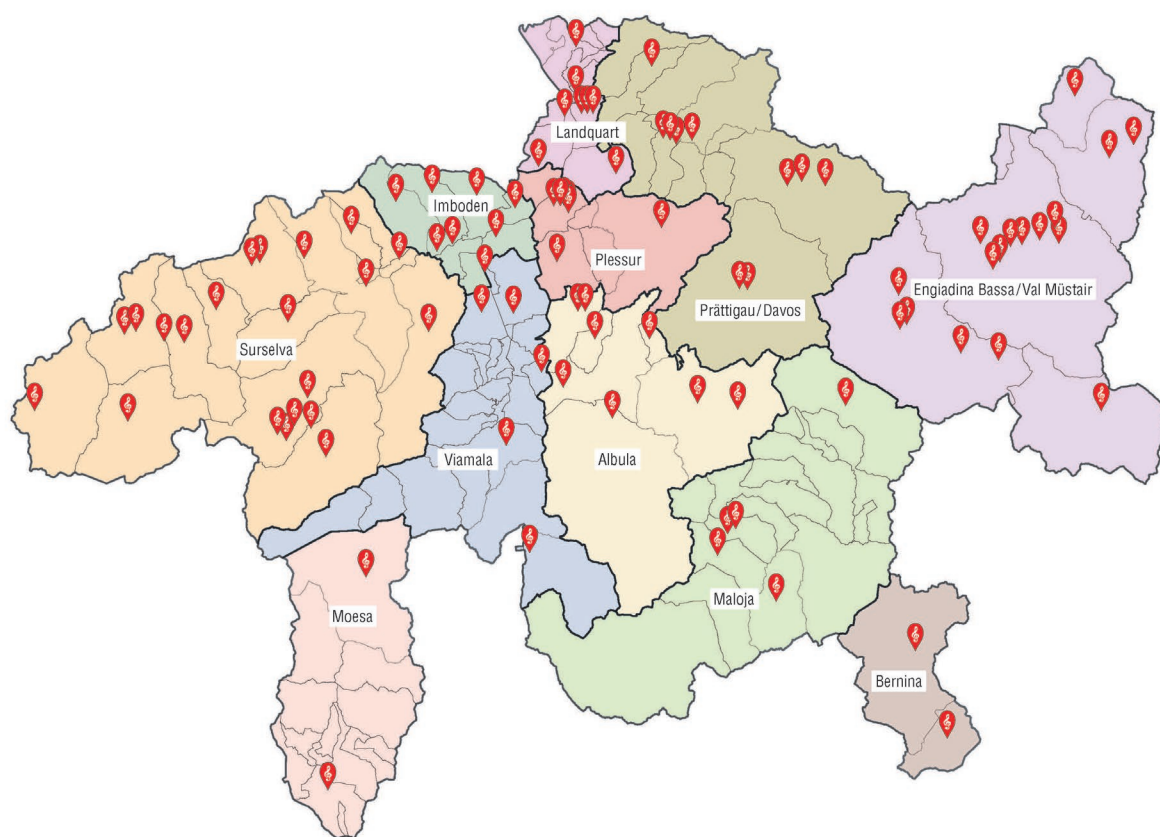 Landquart
Imboden
Plessur
Engiadina Bassa/Val Müstair
Prättigau/Davos
Surselva
Viamala
Albula
Maloja
Moesa
Bernina